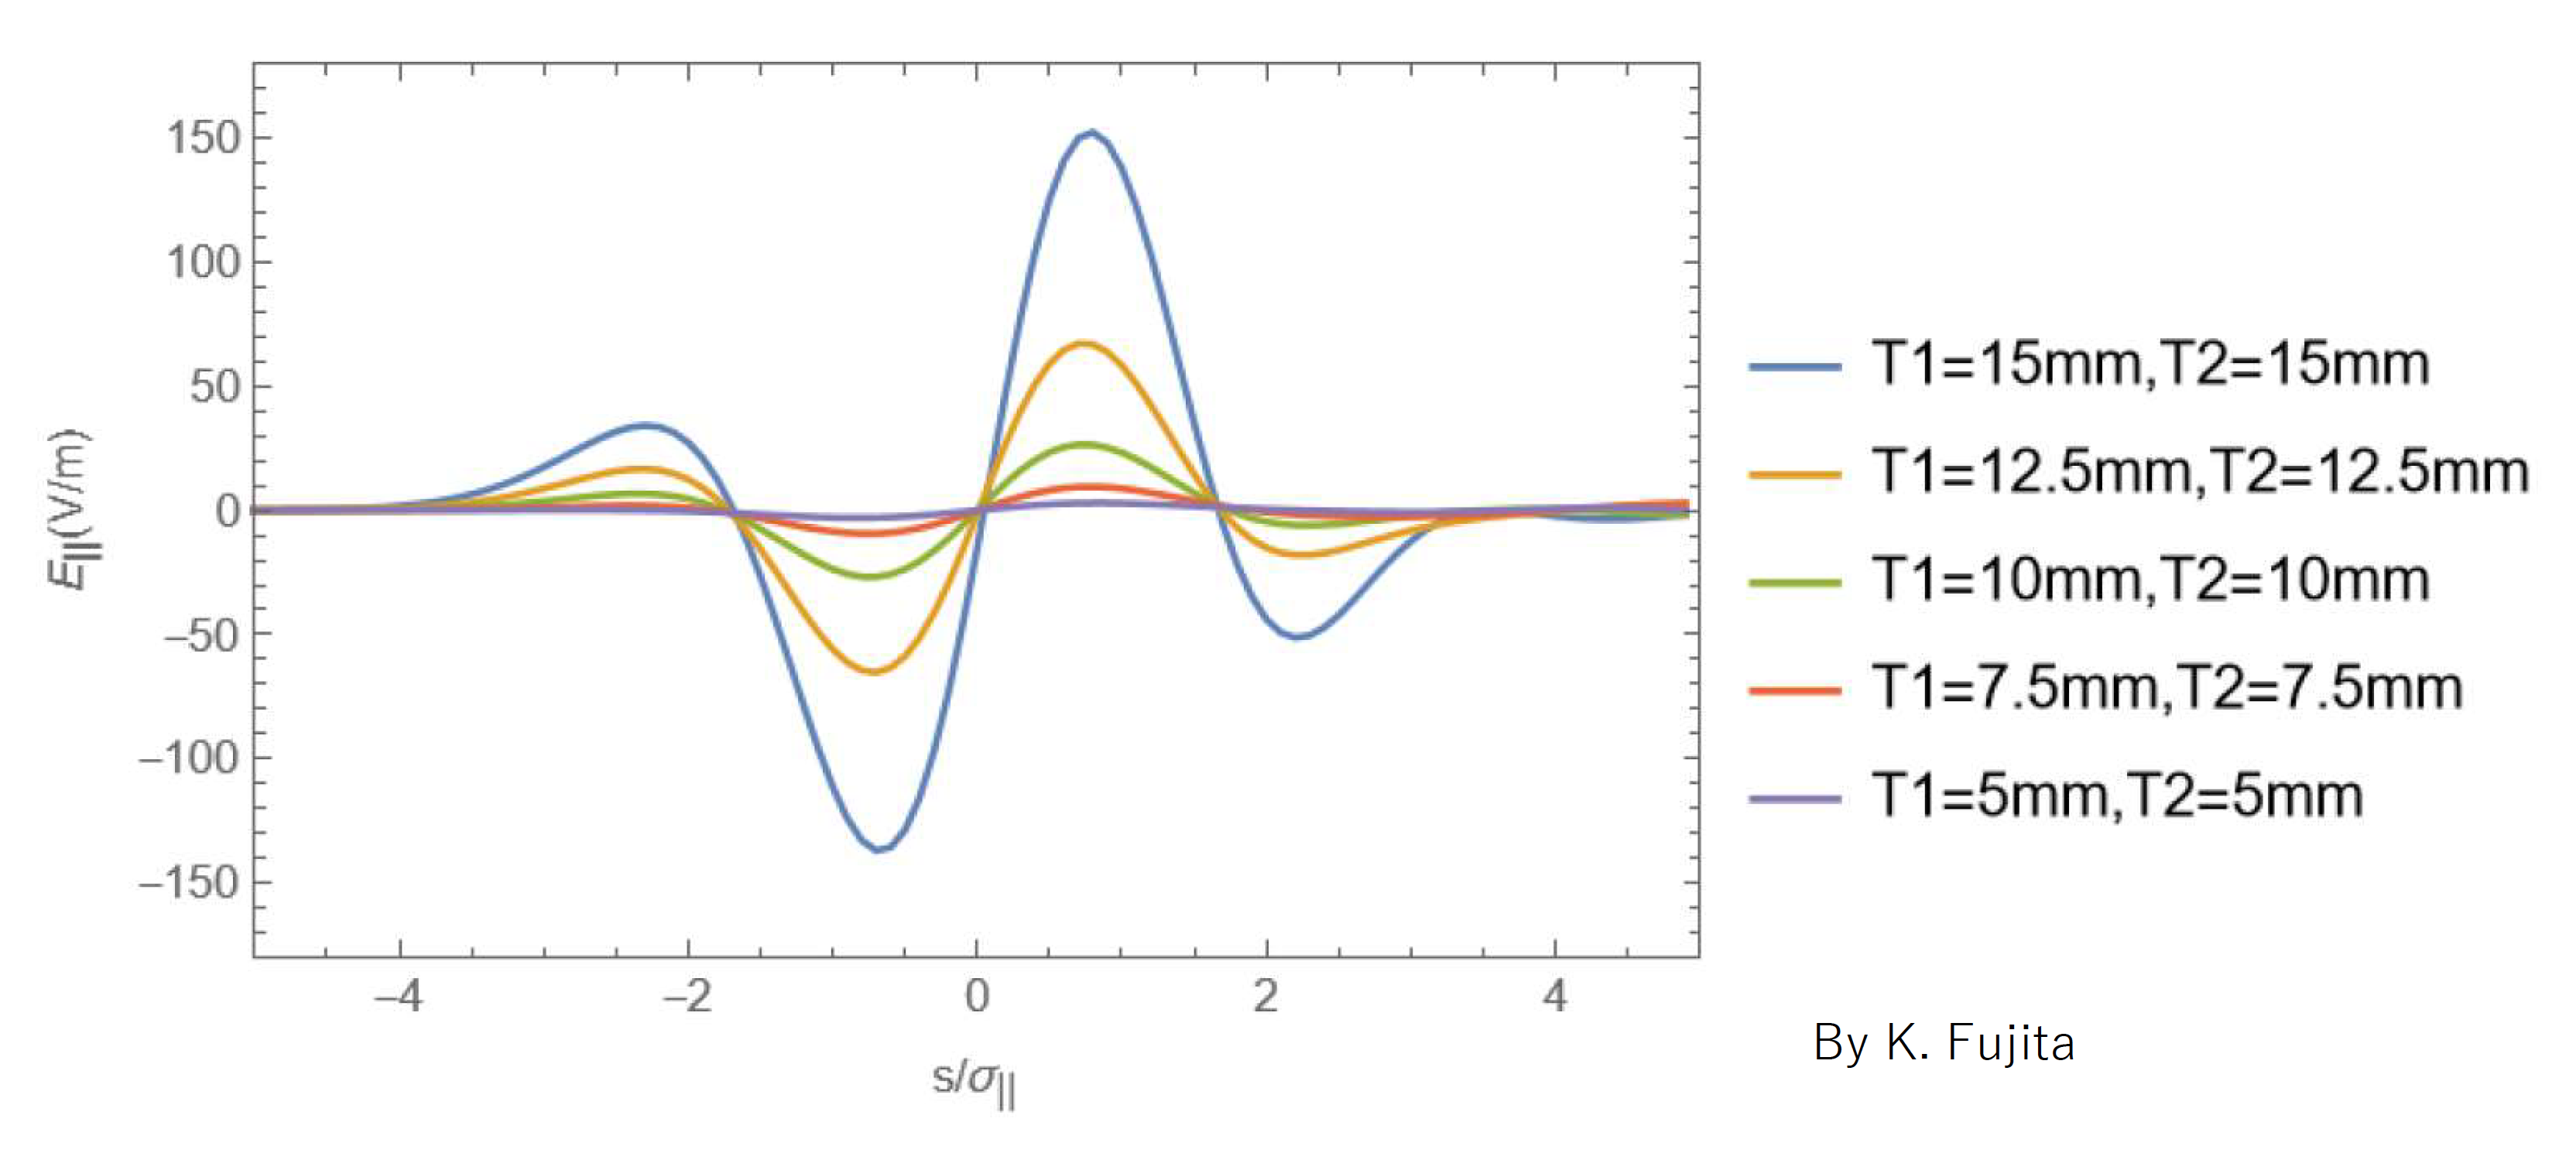 150
100
50
0
−50
−100
−150
E||(V/m)
−4 −2 0 2 4
s/σ||
T1=15mm,T2=15mm
T1=12.5mm,T2=12.5mm
T1=10mm,T2=10mm
T1=7.5mm,T2=7.5mm
T1=5mm,T2=5mm
By K. Fujita